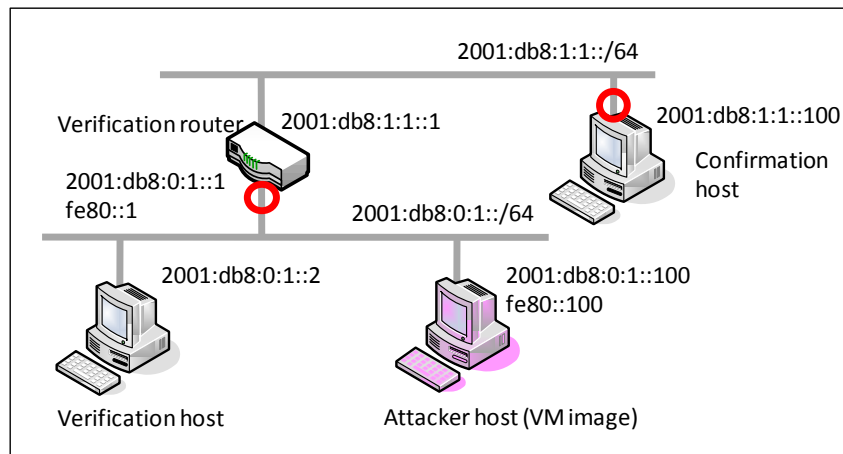 2001:db8:1:1::/64
Verification router
2001:db8:1:1::1
2001:db8:1:1::100
Confirmation
host
2001:db8:0:1::1
fe80::1
2001:db8:0:1::/64
2001:db8:0:1::2
2001:db8:0:1::100
fe80::100
Verification host
Attacker host (VM image)